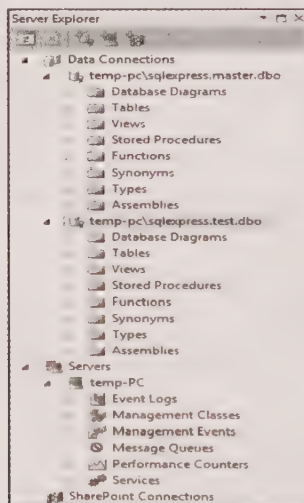 Server Explorer
Data Connections
temp-pc\sqlexpress.master.dbo
Database Diagrams
Tables
Views
Stored Procedures
Functions
Synonyms
Types
Assemblies
temp-pc\sqlexpress.test.dbo
Database Diagrams
Tables
Views
Stored Procedures
Functions
Synonyms
Types
Assemblies
Servers
temp-PC
Event Logs
Management Classes
Management Events
Message Queues
Performance Counters
Services
SharePoint Connections